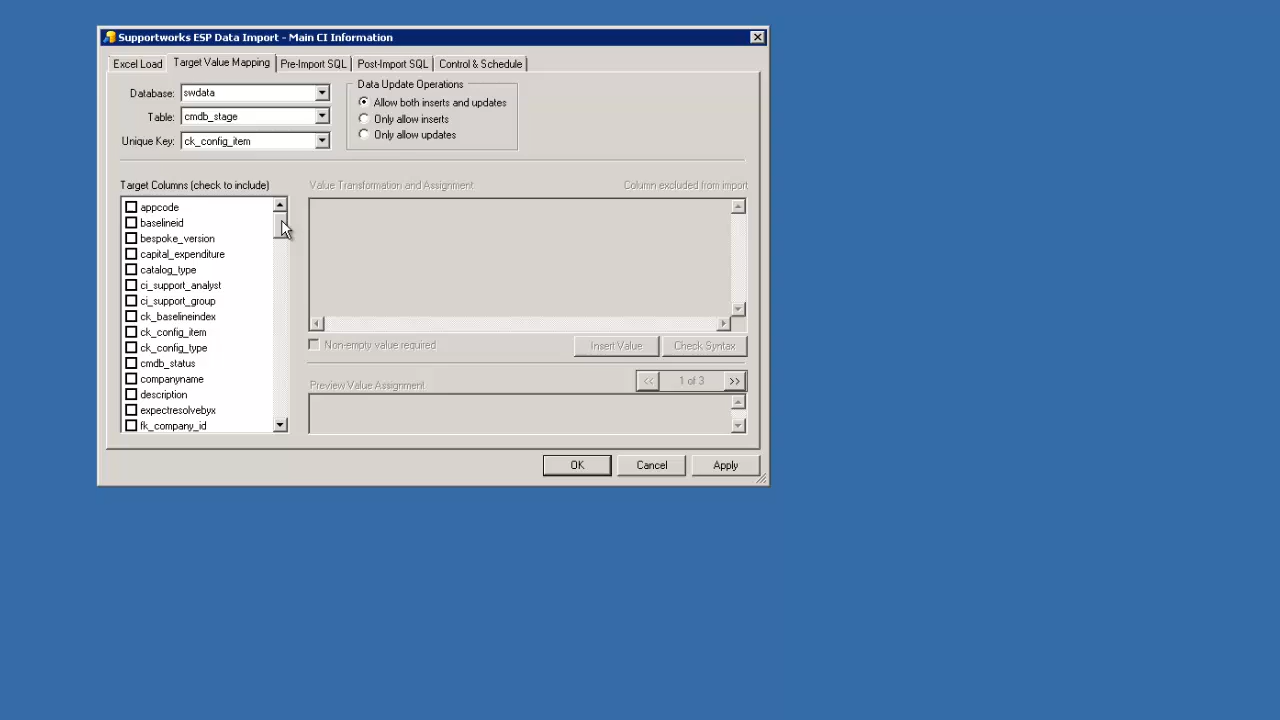 Supportworks ESP Data Import - Main CI Information
Excel Load Target Value Mapping Pre-Import SQL Post-Import SQL Control & Schedule
Database: swdata
Table: cmdb_stage
Unique Key: ck_config_item
Data Update Operations
Allow both inserts and updates
Only allow inserts
Only allow updates
Target Columns (check to include)
appcode
baselineid
bespoke_version
capital_expenditure
catalog_type
ci_support_analyst
ci_support_group
ck_baselineindex
ck_config_item
ck_config_type
cmdb_status
companyname
description
expectresolvebyx
fk_company_id
Value Transformation and Assignment Column excluded from import
Non-empty value required Insert Value Check Syntax
Preview Value Assignment << 1 of 3 >>
OK Cancel Apply